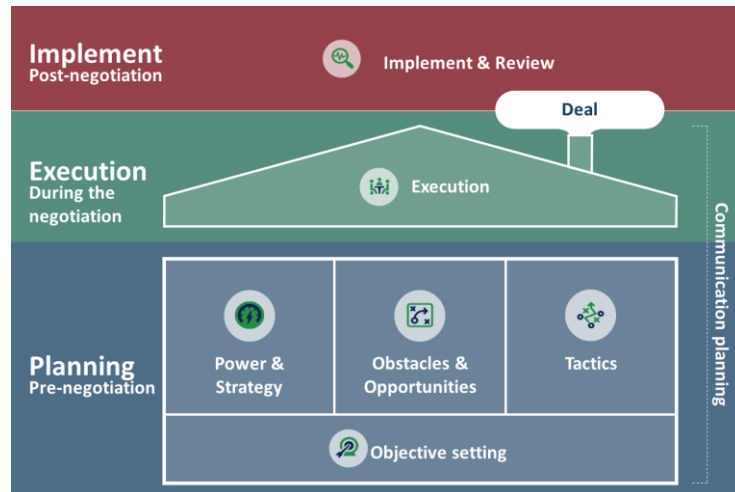 Implement
Post-negotiation
Implement & Review
Deal
Execution
During the
negotiation
Execution
Communication planning
Planning
Pre-negotiation
Power &
Strategy
Obstacles &
Opportunities
Tactics
Objective setting